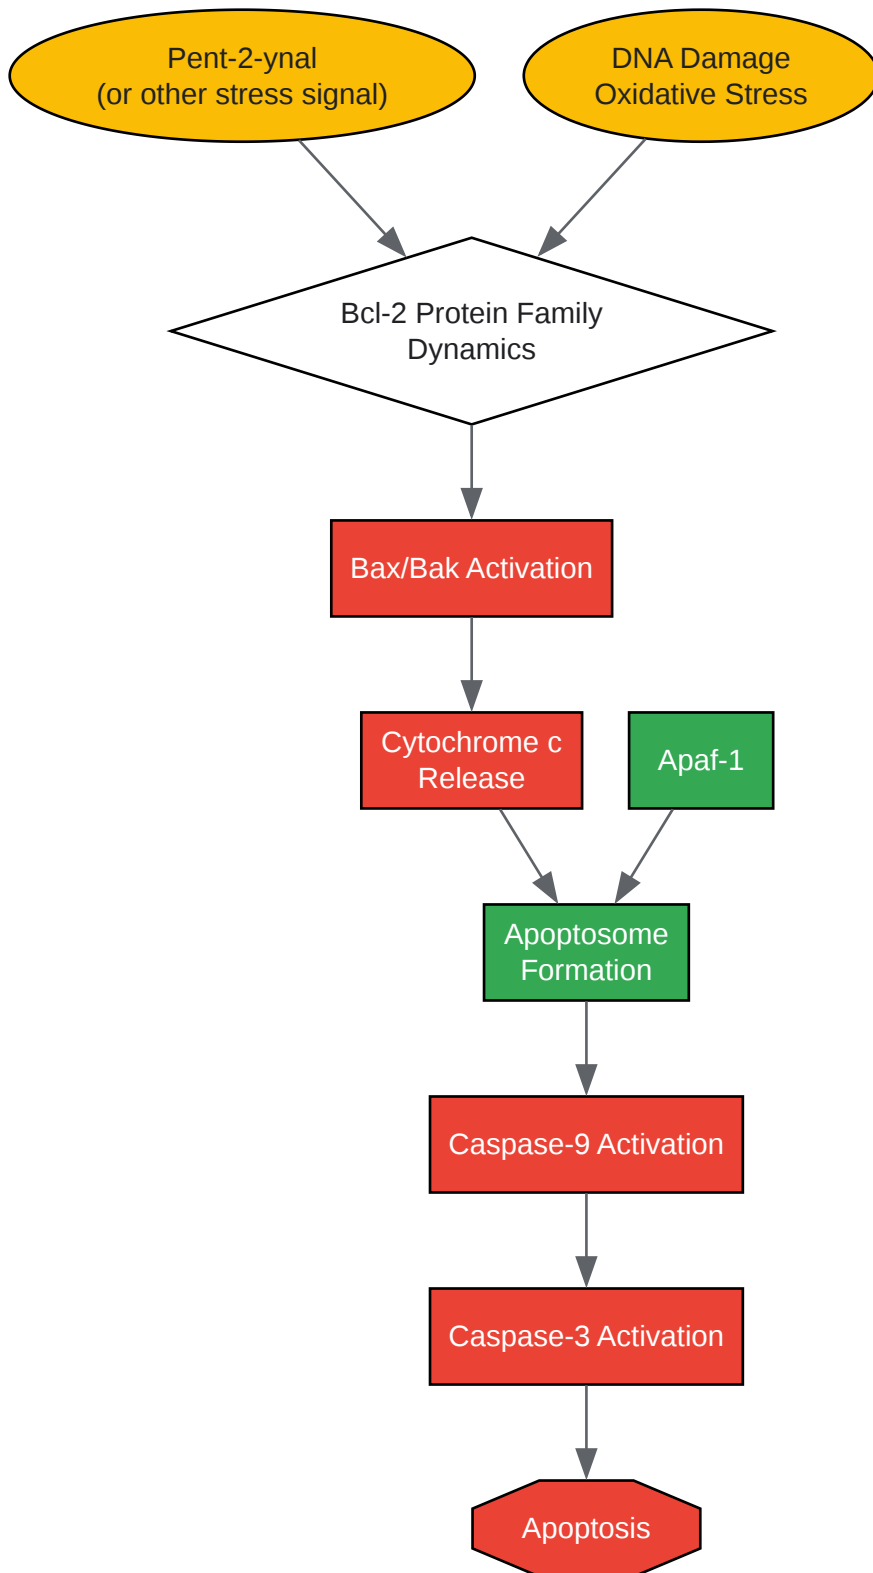 Pent-2-ynal
(or other stress signal)
DNA Damage
Oxidative Stress
Bcl-2 Protein Family
Dynamics
Bax/Bak Activation
Cytochrome c
Release
Apaf-1
Apoptosome
Formation
Caspase-9 Activation
Caspase-3 Activation
Apoptosis